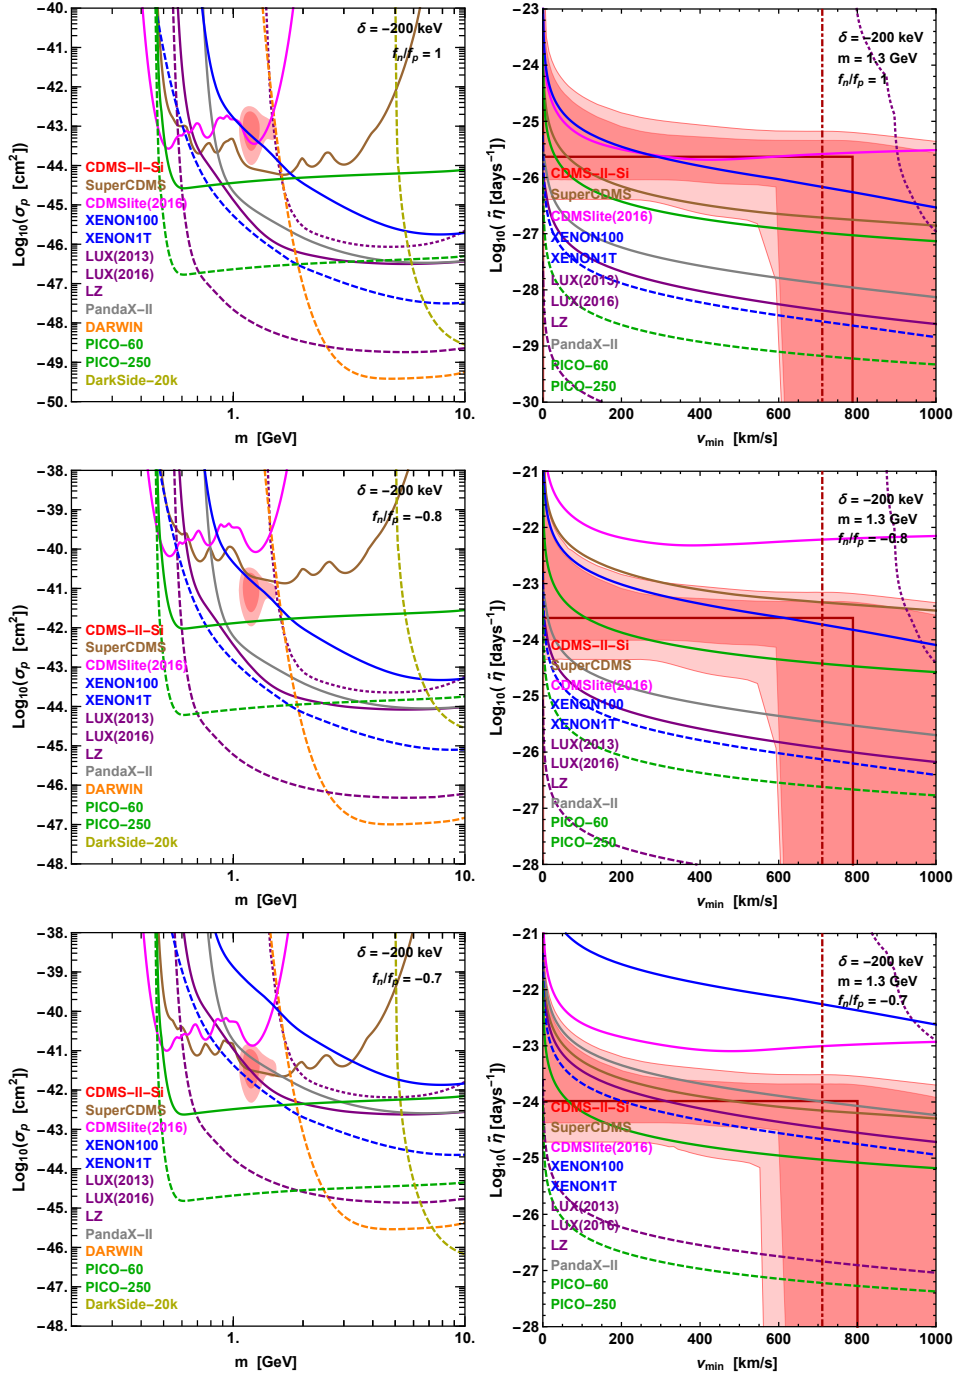 −40.
−41.
−42.
−43.
−44.
−45.
−46.
−47.
−48.
−49.
−50.
Log10(σp [cm²])
δ = −200 keV
fn/fp = 1
CDMS−II−Si
SuperCDMS
CDMSlite(2016)
XENON100
XENON1T
LUX(2013)
LUX(2016)
LZ
PandaX−II
DARWIN
PICO−60
PICO−250
DarkSide−20k
1.
10.
m [GeV]
−23
−24
−25
−26
−27
−28
−29
−30
Log10(η̃ [days⁻¹])
δ = −200 keV
m = 1.3 GeV
fn/fp = 1
CDMS−II−Si
SuperCDMS
CDMSlite(2016)
XENON100
XENON1T
LUX(2013)
LUX(2016)
LZ
PandaX−II
PICO−60
PICO−250
0
200
400
600
800
1000
vmin [km/s]
−38.
−39.
−40.
−41.
−42.
−43.
−44.
−45.
−46.
−47.
−48.
Log10(σp [cm²])
δ = −200 keV
fn/fp = −0.8
CDMS−II−Si
SuperCDMS
CDMSlite(2016)
XENON100
XENON1T
LUX(2013)
LUX(2016)
LZ
PandaX−II
DARWIN
PICO−60
PICO−250
DarkSide−20k
1.
10.
m [GeV]
−21
−22
−23
−24
−25
−26
−27
−28
Log10(η̃ [days⁻¹])
δ = −200 keV
m = 1.3 GeV
fn/fp = −0.8
CDMS−II−Si
SuperCDMS
CDMSlite(2016)
XENON100
XENON1T
LUX(2013)
LUX(2016)
LZ
PandaX−II
PICO−60
PICO−250
0
200
400
600
800
1000
vmin [km/s]
−38.
−39.
−40.
−41.
−42.
−43.
−44.
−45.
−46.
−47.
−48.
Log10(σp [cm²])
δ = −200 keV
fn/fp = −0.7
CDMS−II−Si
SuperCDMS
CDMSlite(2016)
XENON100
XENON1T
LUX(2013)
LUX(2016)
LZ
PandaX−II
DARWIN
PICO−60
PICO−250
DarkSide−20k
1.
10.
m [GeV]
−21
−22
−23
−24
−25
−26
−27
−28
Log10(η̃ [days⁻¹])
δ = −200 keV
m = 1.3 GeV
fn/fp = −0.7
CDMS−II−Si
SuperCDMS
CDMSlite(2016)
XENON100
XENON1T
LUX(2013)
LUX(2016)
LZ
PandaX−II
PICO−60
PICO−250
0
200
400
600
800
1000
vmin [km/s]